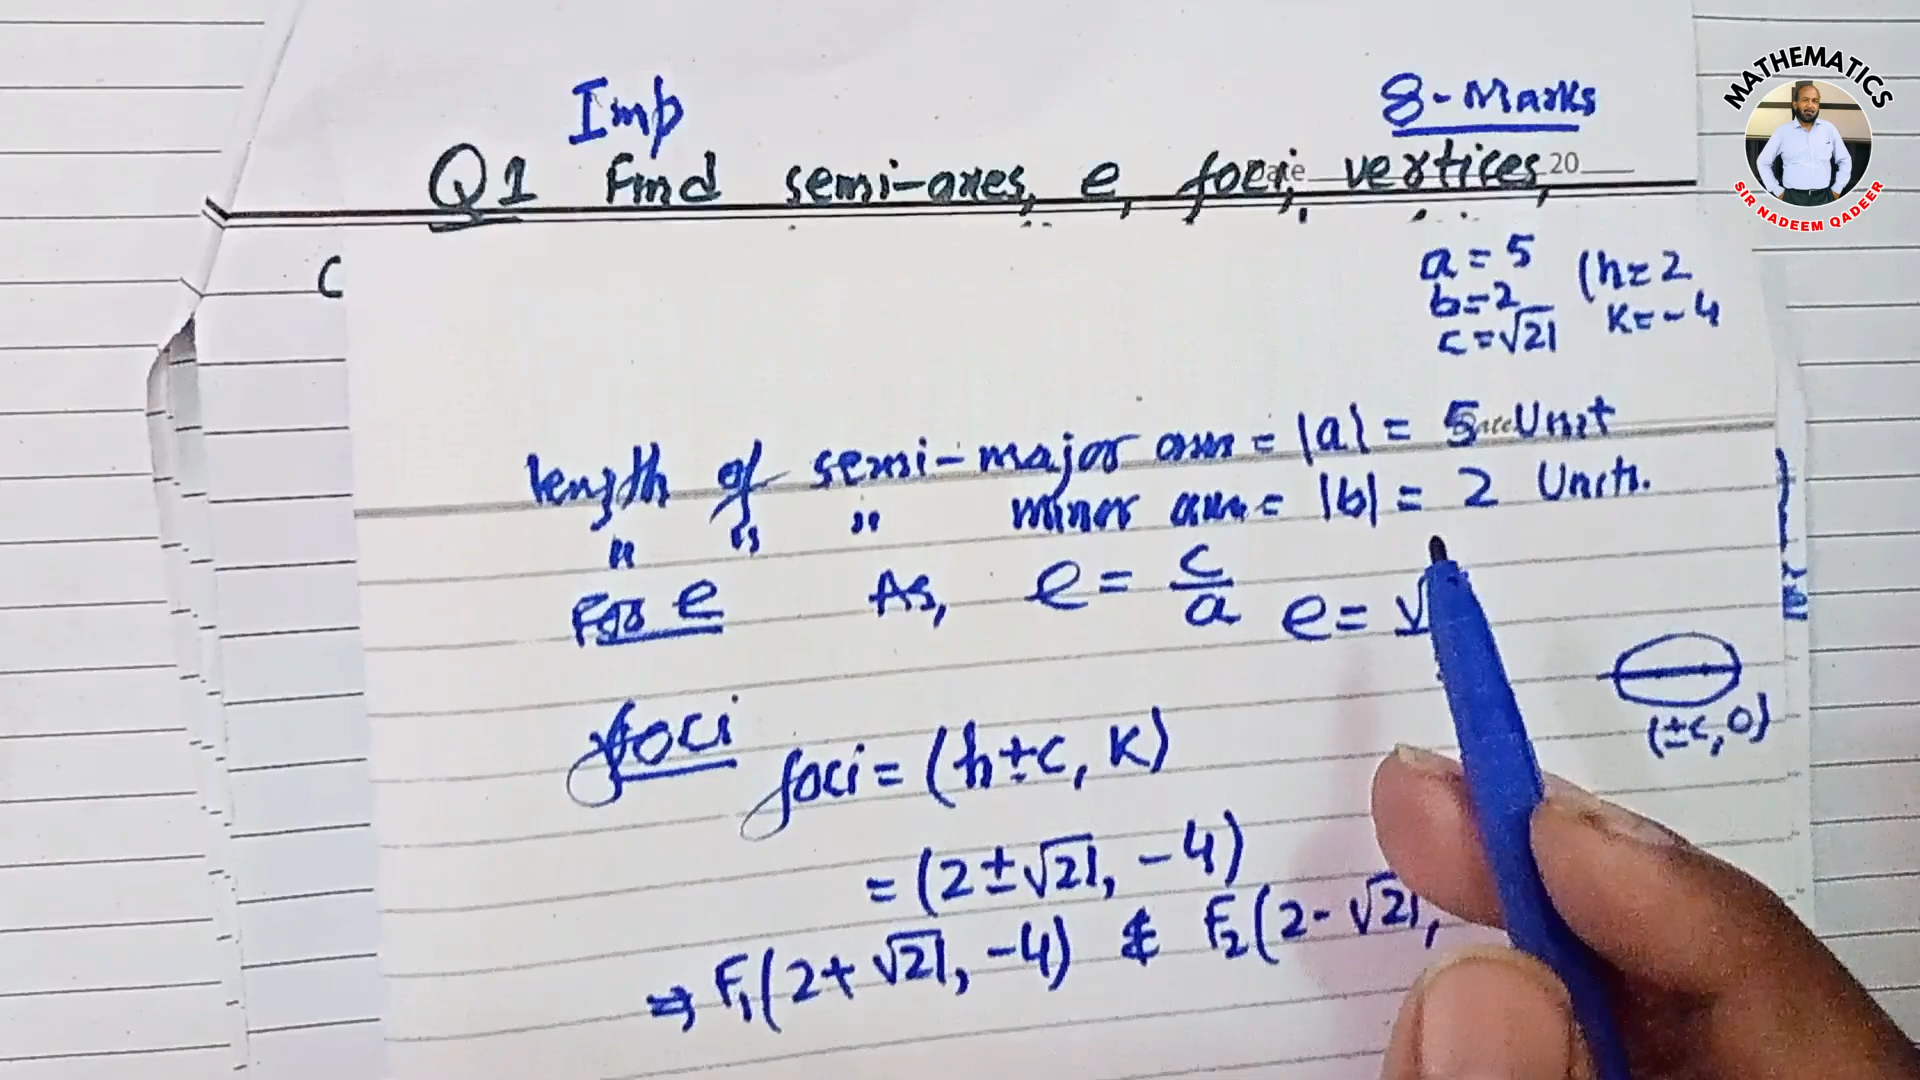 MATHEMATICS
SIR NADEEM QADEER
Imp
8-Marks
Q1 Find semi-axes, e, foci, vertices,
20
C
a = 5
b = 2
c = √21
(h = 2
K = - 4
length of semi-major axis = |a| = 5 Unit
" " " minor axis = |b| = 2 Units.
For e As, e = c/a e = √
foci foci = (h ± c, K)
(±c, 0)
= (2 ± √21, -4)
⇒ F₁(2 + √21, -4) & F₂(2 - √21,